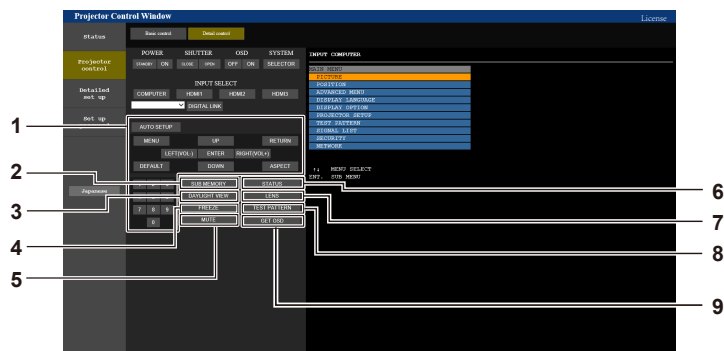 Projector Control Window
License
Status
Basic control
Detail control
Projector control
Detailed set up
Set up
Japanese
POWER SHUTTER OSD SYSTEM
STANDBY ON CLOSE OPEN OFF ON SELECTOR
INPUT SELECT
COMPUTER HDMI1 HDMI2 HDMI3
DIGITAL LINK
AUTO SETUP
MENU UP RETURN
LEFT(VOL-) ENTER RIGHT(VOL+)
DEFAULT DOWN ASPECT
SUB MEMORY STATUS
DAYLIGHT VIEW LENS
7 8 9 FREEZE TEST PATTERN
0 MUTE GET OSD
INPUT COMPUTER
MAIN MENU
PICTURE
POSITION
ADVANCED MENU
DISPLAY LANGUAGE
DISPLAY OPTION
PROJECTOR SETUP
TEST PATTERN
SIGNAL LIST
SECURITY
NETWORK
↑↓ MENU SELECT
ENT. SUB MENU
1
2
3
4
5
6
7
8
9